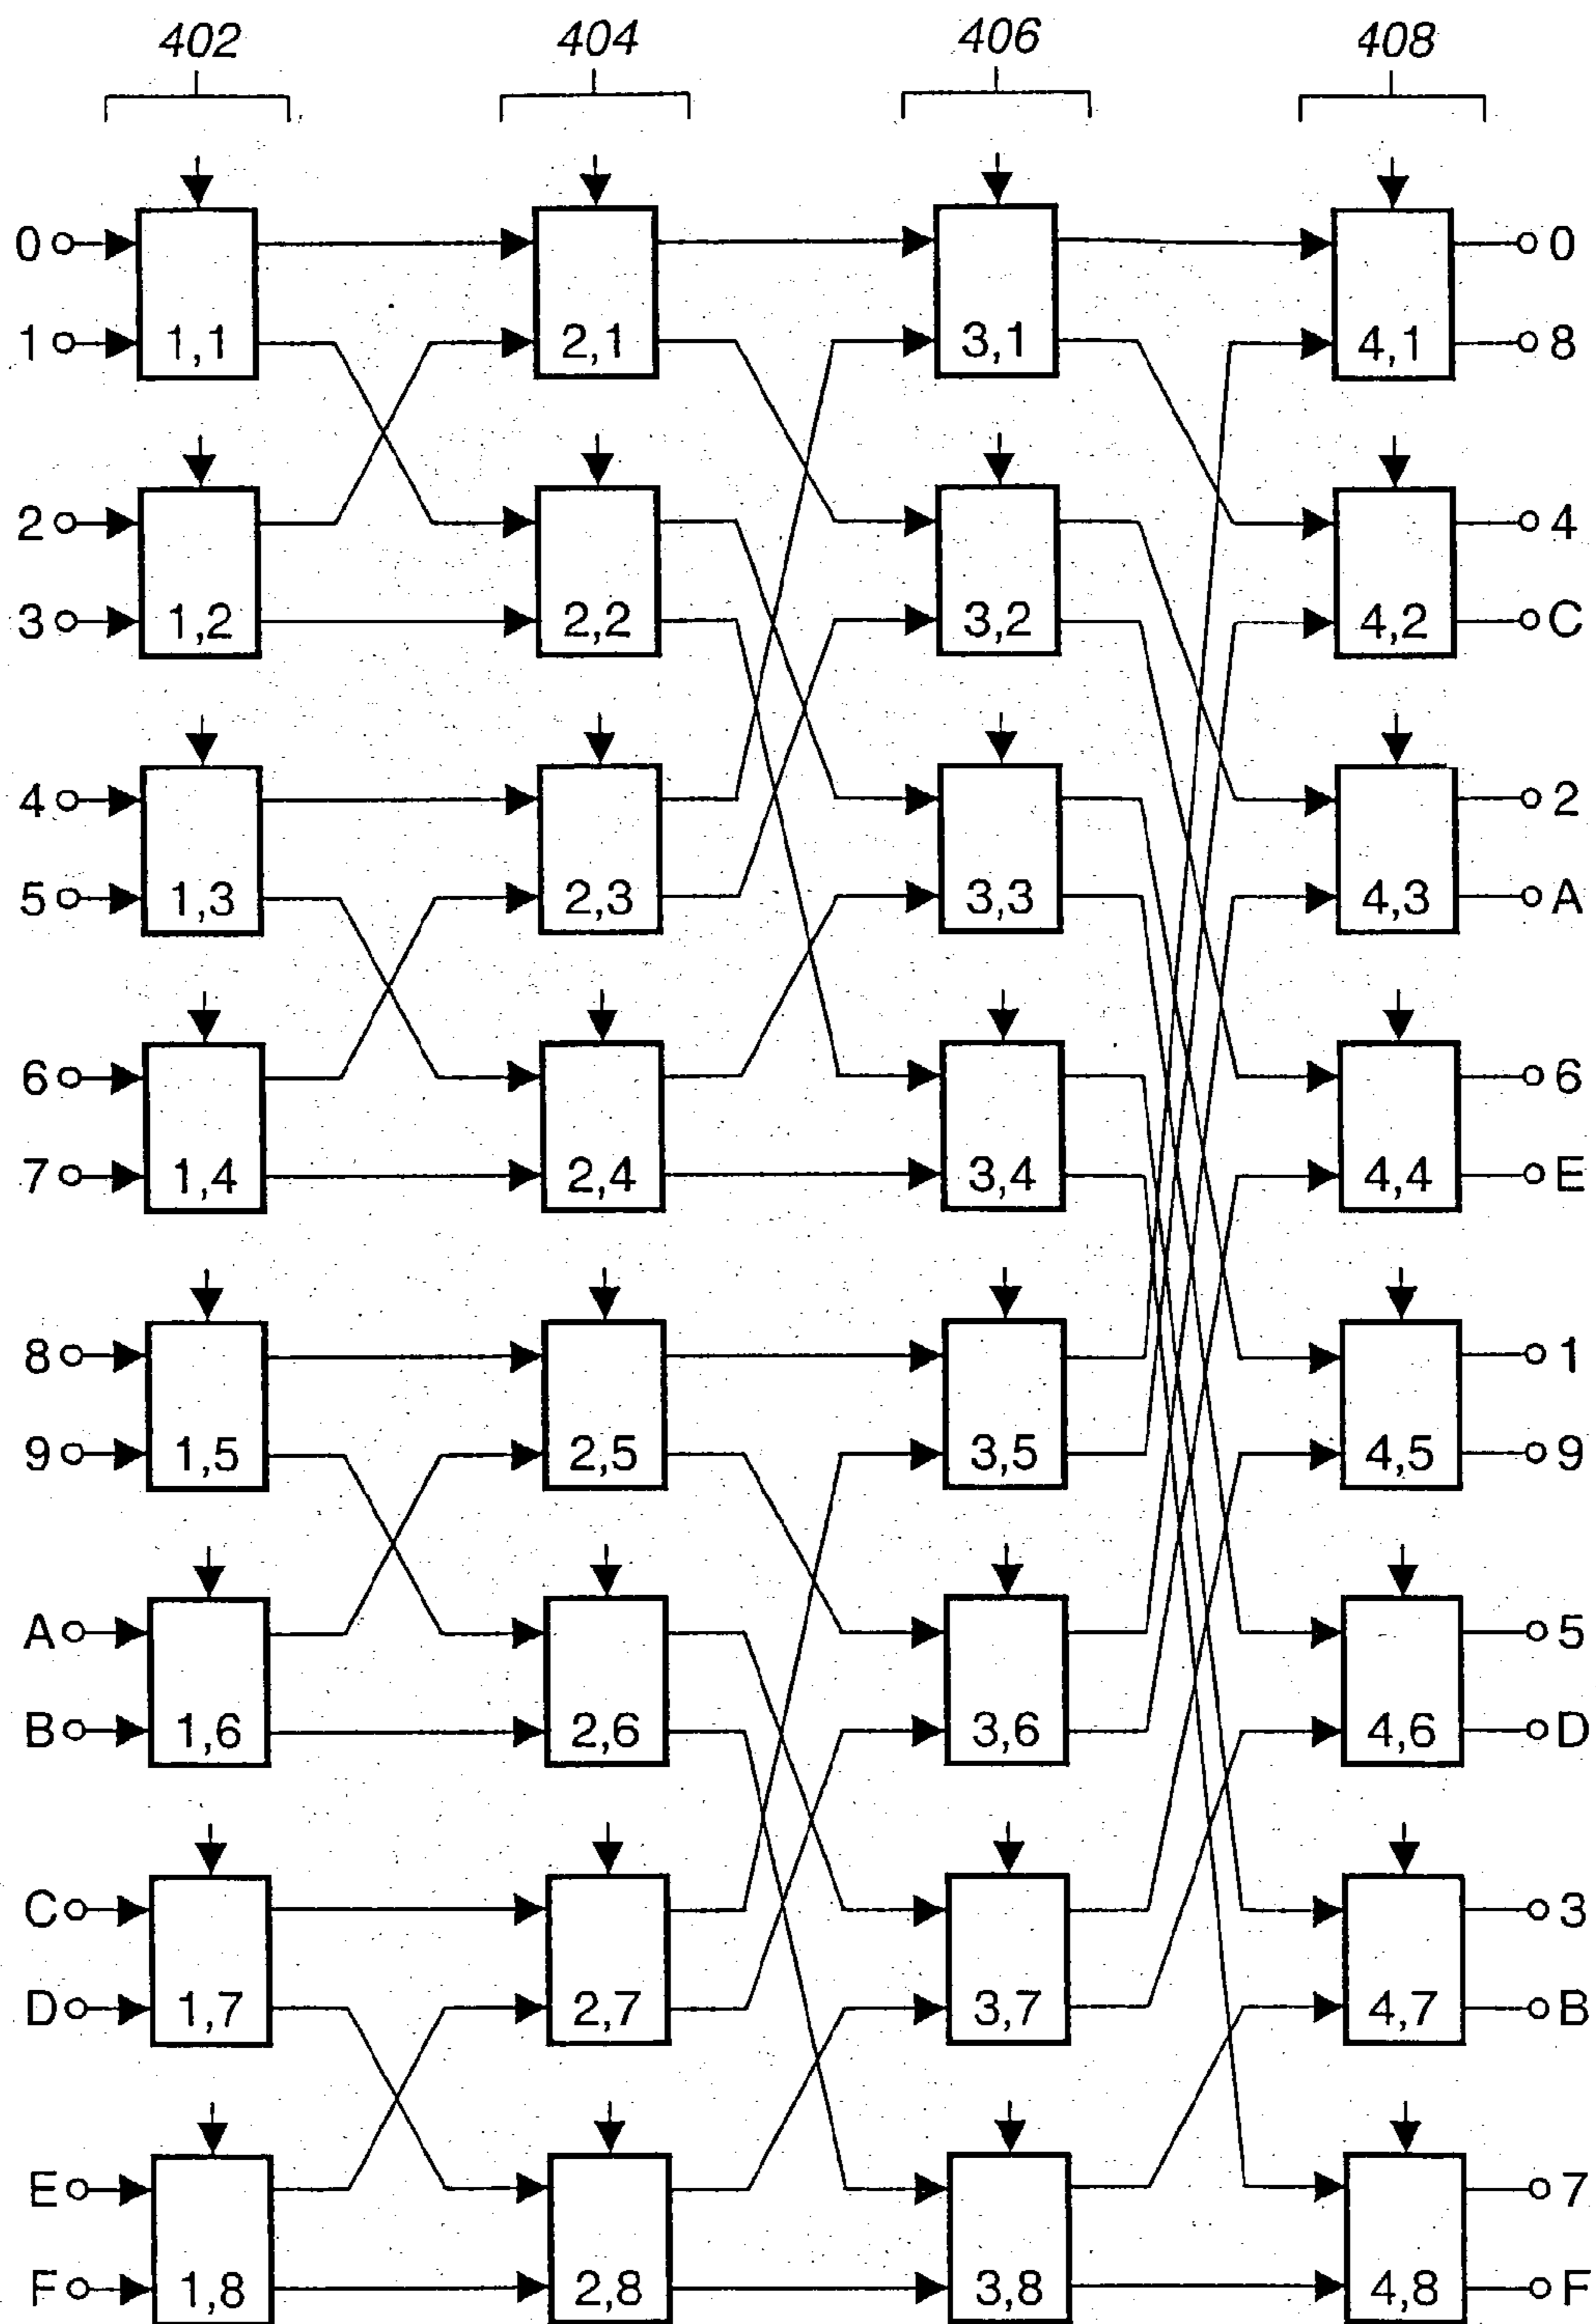 402 404 406 408
0 0
1 1,1 2,1 3,1 4,1 8
2 4
3 1,2 2,2 3,2 4,2 C
4 2
5 1,3 2,3 3,3 4,3 A
6 6
7 1,4 2,4 3,4 4,4 E
8 1
9 1,5 2,5 3,5 4,5 9
A 5
B 1,6 2,6 3,6 4,6 D
C 3
D 1,7 2,7 3,7 4,7 B
E 7
F 1,8 2,8 3,8 4,8 F